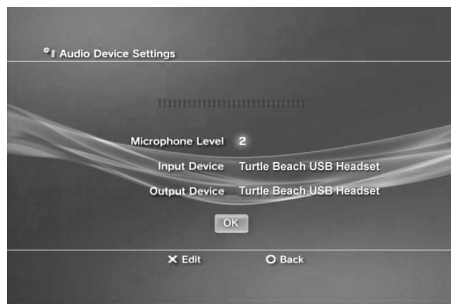 Audio Device Settings
Microphone Level 2
Input Device Turtle Beach USB Headset
Output Device Turtle Beach USB Headset
OK
X Edit O Back